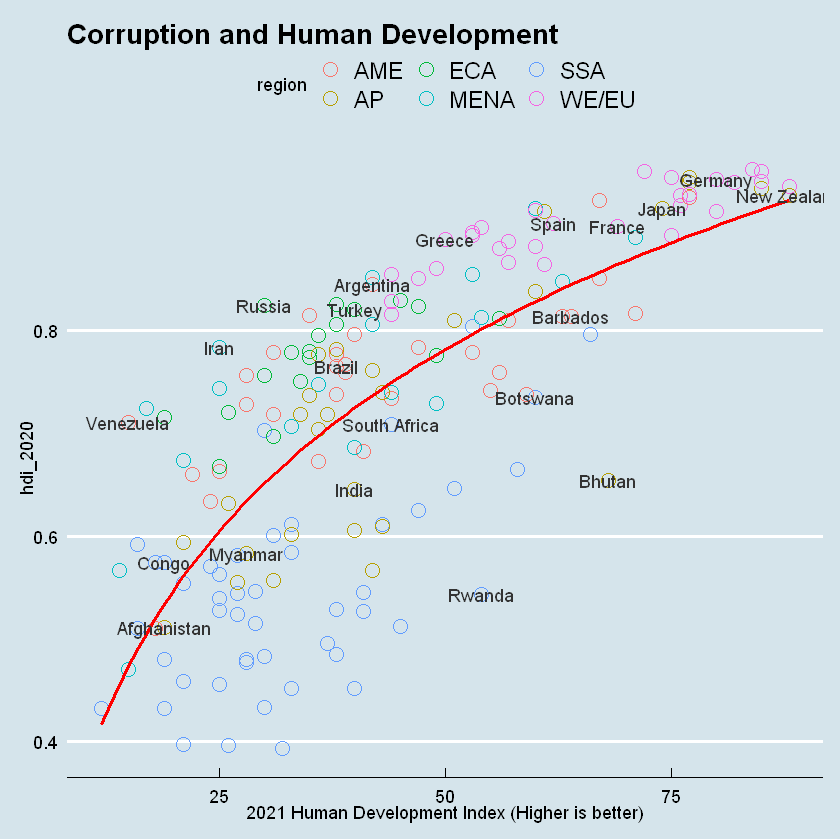 Corruption and Human Development
region
AME ECA SSA
AP MENA WE/EU
Germany
New Zealan
Japan
Spain
France
Greece
Argentina
Russia
Turkey
Barbados
0.8
Iran
Brazil
Botswana
Venezuela
South Africa
hdi_2020
India
Bhutan
0.6
Myanmar
Congo
Rwanda
Afghanistan
0.4
25 50 75
2021 Human Development Index (Higher is better)